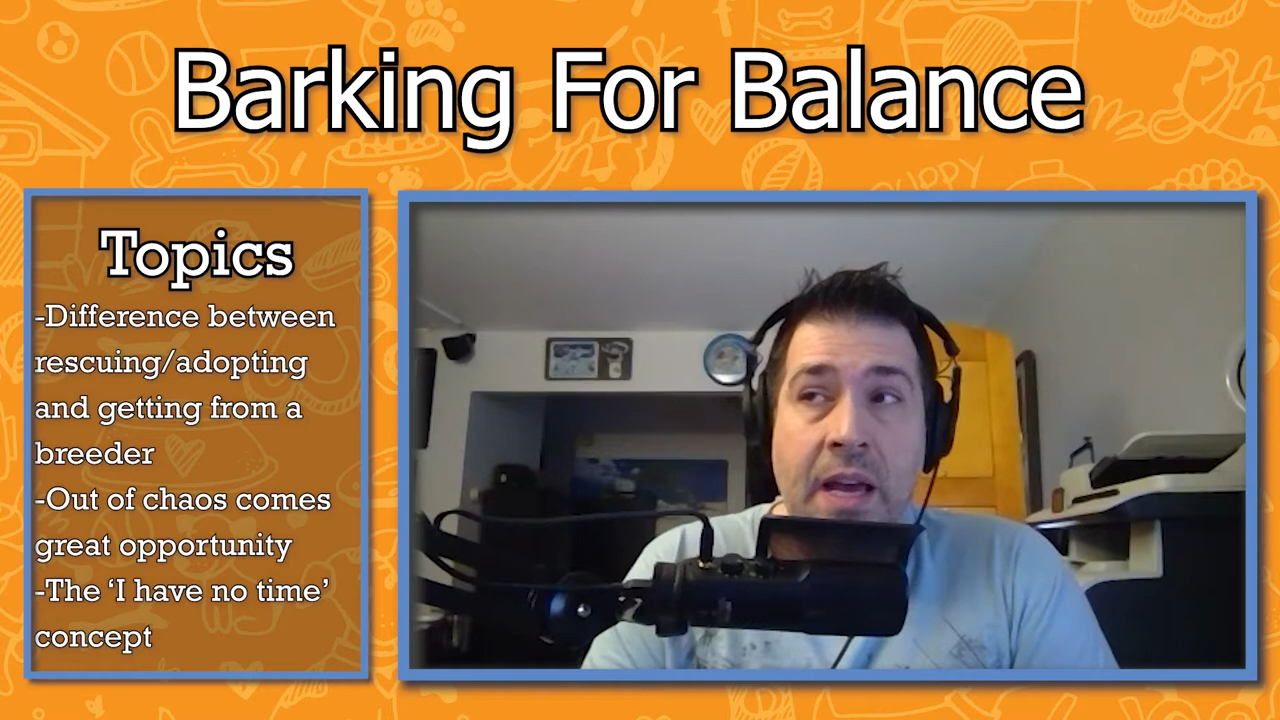 Barking For Balance
Topics
-Difference between
rescuing/adopting
and getting from a
breeder
-Out of chaos comes
great opportunity
-The ‘I have no time’
concept
PUPPY